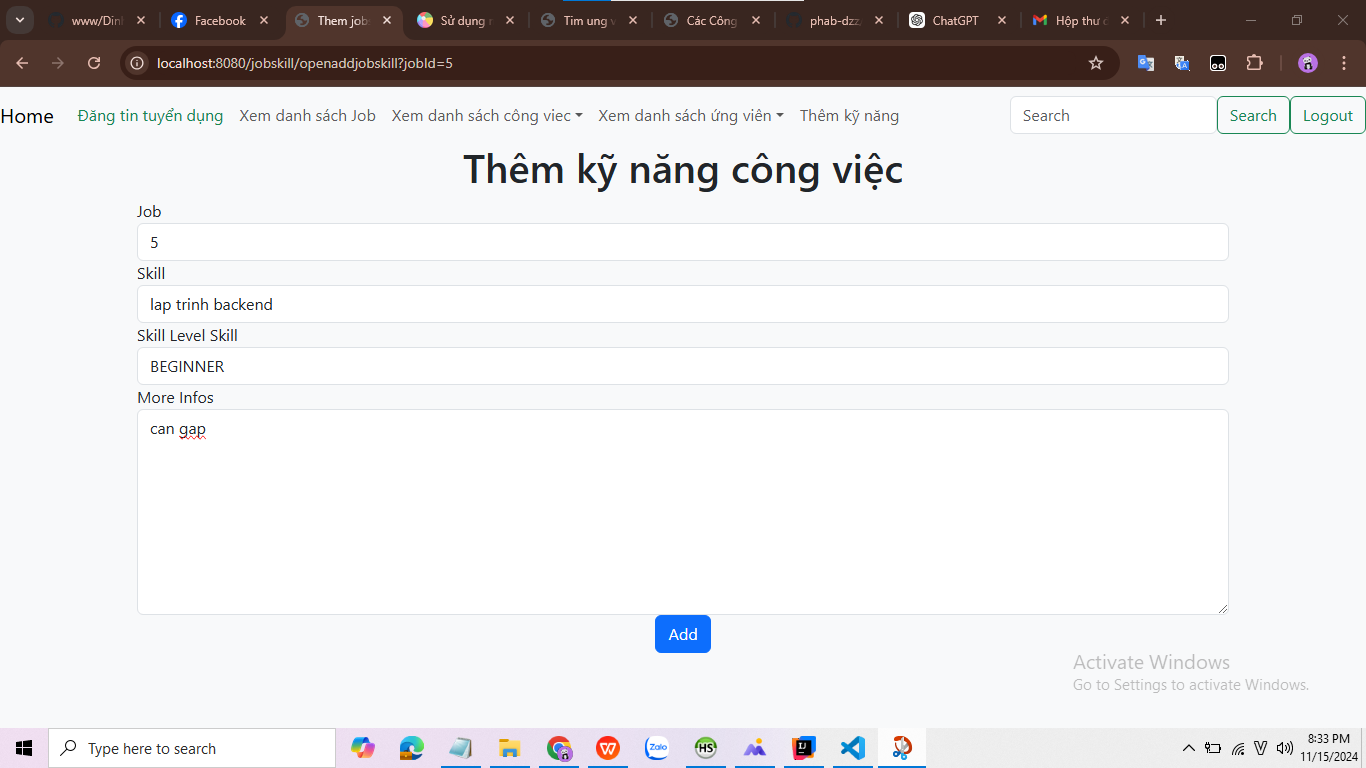 www/Dinh
Facebook
Them job
Sử dụng
Tim ung v
Các Công
phab-dzz
ChatGPT
Hộp thư
localhost:8080/jobskill/openaddjobskill?jobId=5
Home Đăng tin tuyển dụng Xem danh sách Job Xem danh sách công viec Xem danh sách ứng viên Thêm kỹ năng Search Search Logout
Thêm kỹ năng công việc
Job
5
Skill
lap trinh backend
Skill Level Skill
BEGINNER
More Infos
can gap
Add
Activate Windows
Go to Settings to activate Windows.
Type here to search
Zalo
HS
8:33 PM
11/15/2024